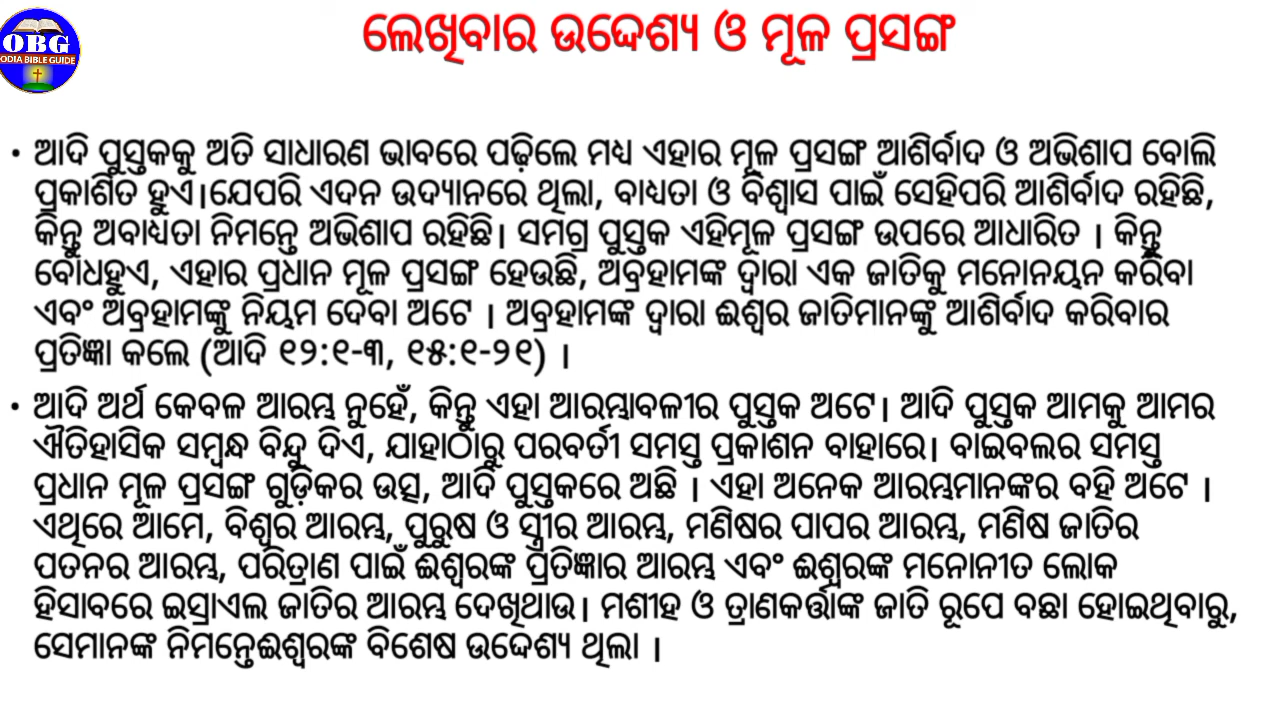 ଲେଖିବାର ଉଦ୍ଦେଶ୍ୟ ଓ ମୂଳ ପ୍ରସଙ୍ଗ
OBG
ODIA BIBLE GUIDE
• ଆଦି ପୁସ୍ତକକୁ ଅତି ସାଧାରଣ ଭାବରେ ପଢ଼ିଲେ ମଧ୍ୟ ଏହାର ମୂଳ ପ୍ରସଙ୍ଗ ଆଶିର୍ବାଦ ଓ ଅଭିଶାପ ବୋଲି
ପ୍ରକାଶିତ ହୁଏ।ଯେପରି ଏଦନ ଉଦ୍ୟାନରେ ଥିଲା, ବାଧ୍ୟତା ଓ ବିଶ୍ୱାସ ପାଇଁ ସେହିପରି ଆଶିର୍ବାଦ ରହିଛି,
କିନ୍ତୁ ଅବାଧ୍ୟତା ନିମନ୍ତେ ଅଭିଶାପ ରହିଛି। ସମଗ୍ର ପୁସ୍ତକ ଏହିମୂଳ ପ୍ରସଙ୍ଗ ଉପରେ ଆଧାରିତ । କିନ୍ତୁ
ବୋଧହୁଏ, ଏହାର ପ୍ରଧାନ ମୂଳ ପ୍ରସଙ୍ଗ ହେଉଛି, ଅବ୍ରହାମଙ୍କ ଦ୍ୱାରା ଏକ ଜାତିକୁ ମନୋନୟନ କରିବା
ଏବଂ ଅବ୍ରହାମଙ୍କୁ ନିୟମ ଦେବା ଅଟେ । ଅବ୍ରହାମଙ୍କ ଦ୍ୱାରା ଈଶ୍ୱର ଜାତିମାନଙ୍କୁ ଆଶିର୍ବାଦ କରିବାର
ପ୍ରତିଜ୍ଞା କଲେ (ଆଦି ୧୨:୧-୩, ୧୫:୧-୨୧) ।
• ଆଦି ଅର୍ଥ କେବଳ ଆରମ୍ଭ ନୁହେଁ, କିନ୍ତୁ ଏହା ଆରମ୍ଭାବଳୀର ପୁସ୍ତକ ଅଟେ। ଆଦି ପୁସ୍ତକ ଆମକୁ ଆମର
ଐତିହାସିକ ସମ୍ବନ୍ଧ ବିନ୍ଦୁ ଦିଏ, ଯାହାଠାରୁ ପରବର୍ତୀ ସମସ୍ତ ପ୍ରକାଶନ ବାହାରେ। ବାଇବଲର ସମସ୍ତ
ପ୍ରଧାନ ମୂଳ ପ୍ରସଙ୍ଗ ଗୁଡ଼ିକର ଉତ୍ସ, ଆଦି ପୁସ୍ତକରେ ଅଛି । ଏହା ଅନେକ ଆରମ୍ଭମାନଙ୍କର ବହି ଅଟେ ।
ଏଥିରେ ଆମେ, ବିଶ୍ୱର ଆରମ୍ଭ, ପୁରୁଷ ଓ ସ୍ତ୍ରୀର ଆରମ୍ଭ, ମଣିଷର ପାପର ଆରମ୍ଭ, ମଣିଷ ଜାତିର
ପତନର ଆରମ୍ଭ, ପରିତ୍ରାଣ ପାଇଁ ଈଶ୍ୱରଙ୍କ ପ୍ରତିଜ୍ଞାର ଆରମ୍ଭ ଏବଂ ଈଶ୍ୱରଙ୍କ ମନୋନୀତ ଲୋକ
ହିସାବରେ ଇସ୍ରାଏଲ ଜାତିର ଆରମ୍ଭ ଦେଖିଥାଉ। ମଶୀହ ଓ ତ୍ରାଣକର୍ତ୍ତାଙ୍କ ଜାତି ରୂପେ ବଛା ହୋଇଥିବାରୁ,
ସେମାନଙ୍କ ନିମନ୍ତେଈଶ୍ୱରଙ୍କ ବିଶେଷ ଉଦ୍ଦେଶ୍ୟ ଥିଲା ।